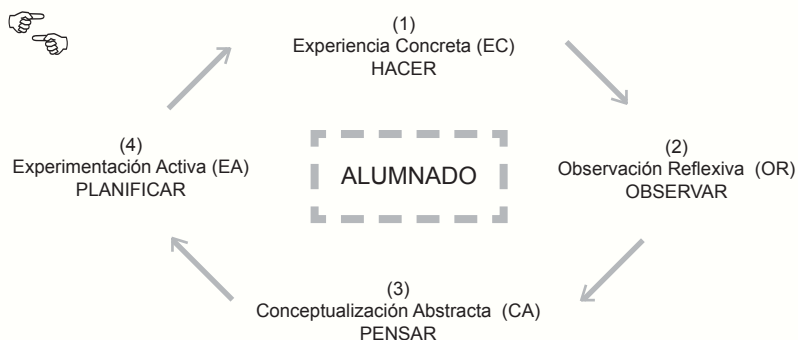 (1)
Experiencia Concreta (EC)
HACER
(2)
Observación Reflexiva (OR)
OBSERVAR
(3)
Conceptualización Abstracta (CA)
PENSAR
(4)
Experimentación Activa (EA)
PLANIFICAR
ALUMNADO